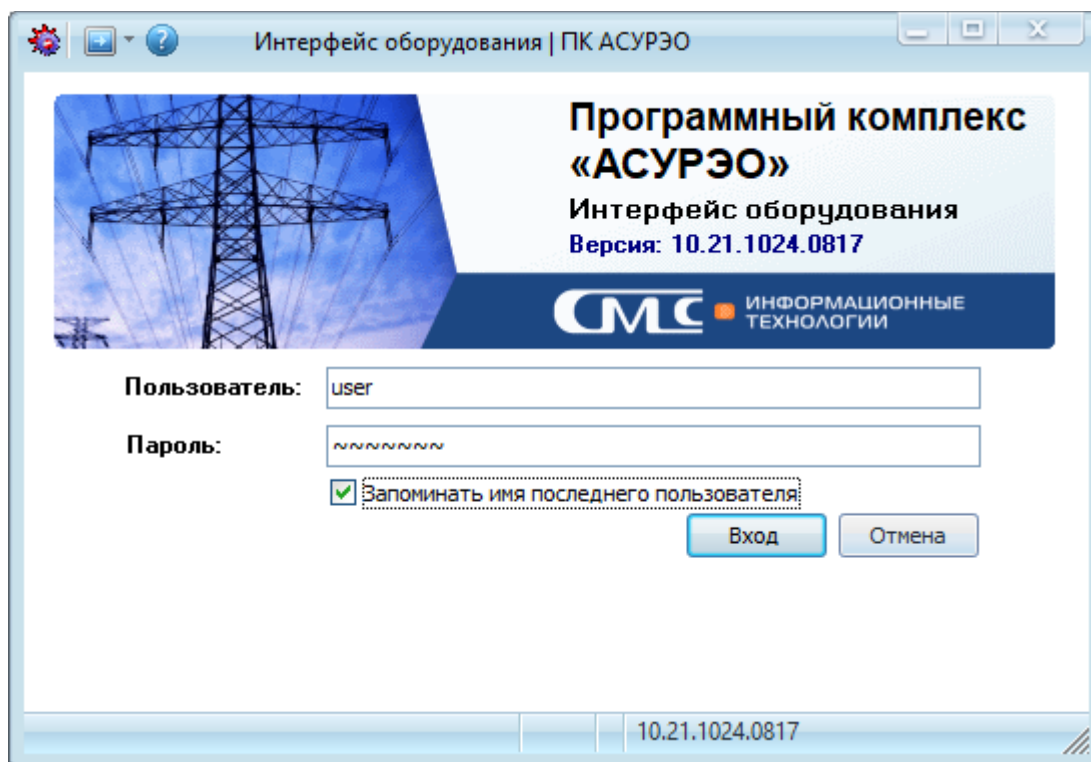 Интерфейс оборудования | ПК АСУРЭО
Программный комплекс
«АСУРЭО»
Интерфейс оборудования
Версия: 10.21.1024.0817
СМС
ИНФОРМАЦИОННЫЕ
ТЕХНОЛОГИИ
Пользователь: user
Пароль: ~~~~~~~
Запоминать имя последнего пользователя
Вход Отмена
10.21.1024.0817